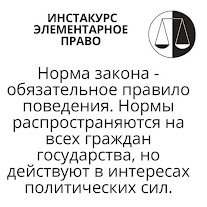 ИНСТАКУРС
ЭЛЕМЕНТАРНОЕ
ПРАВО
Норма закона -
обязательное правило
поведения. Нормы
распространяются на
всех граждан
государства, но
действуют в интересах
политических сил.